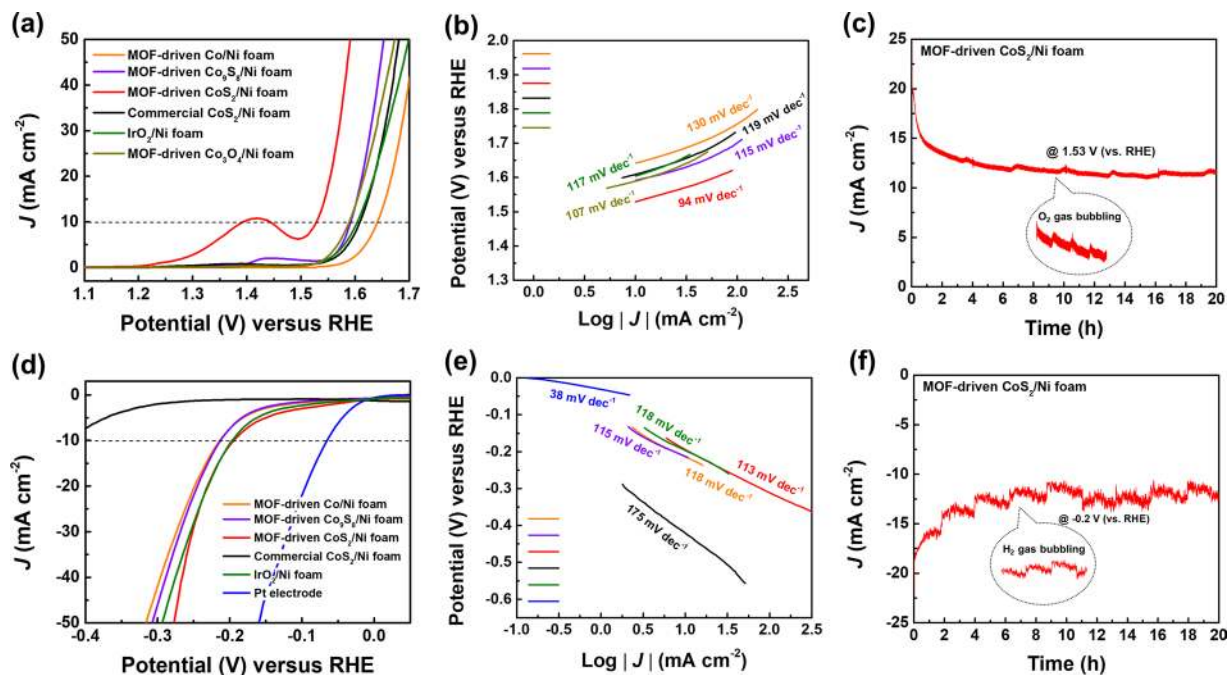 (a)
50
40
30
20
10
0
J (mA cm⁻²)
MOF-driven Co/Ni foam
MOF-driven Co₉S₈/Ni foam
MOF-driven CoS₂/Ni foam
Commercial CoS₂/Ni foam
IrO₂/Ni foam
MOF-driven Co₃O₄/Ni foam
1.1 1.2 1.3 1.4 1.5 1.6 1.7
Potential (V) versus RHE
(b)
2.0
1.9
1.8
1.7
1.6
1.5
1.4
1.3
Potential (V) versus RHE
130 mV dec⁻¹
119 mV dec⁻¹
115 mV dec⁻¹
117 mV dec⁻¹
107 mV dec⁻¹
94 mV dec⁻¹
0.0 0.5 1.0 1.5 2.0 2.5
Log | J | (mA cm⁻²)
(c)
25
20
15
10
5
0
J (mA cm⁻²)
MOF-driven CoS₂/Ni foam
@ 1.53 V (vs. RHE)
O₂ gas bubbling
0 2 4 6 8 10 12 14 16 18 20
Time (h)
(d)
0
-10
-20
-30
-40
-50
J (mA cm⁻²)
MOF-driven Co/Ni foam
MOF-driven Co₉S₈/Ni foam
MOF-driven CoS₂/Ni foam
Commercial CoS₂/Ni foam
IrO₂/Ni foam
Pt electrode
-0.4 -0.3 -0.2 -0.1 0.0
Potential (V) versus RHE
(e)
0.0
-0.1
-0.2
-0.3
-0.4
-0.5
-0.6
Potential (V) versus RHE
38 mV dec⁻¹
118 mV dec⁻¹
115 mV dec⁻¹
113 mV dec⁻¹
118 mV dec⁻¹
175 mV dec⁻¹
-1.0 -0.5 0.0 0.5 1.0 1.5 2.0 2.5
Log | J | (mA cm⁻²)
(f)
0
-5
-10
-15
-20
-25
J (mA cm⁻²)
MOF-driven CoS₂/Ni foam
@ -0.2 V (vs. RHE)
H₂ gas bubbling
0 2 4 6 8 10 12 14 16 18 20
Time (h)